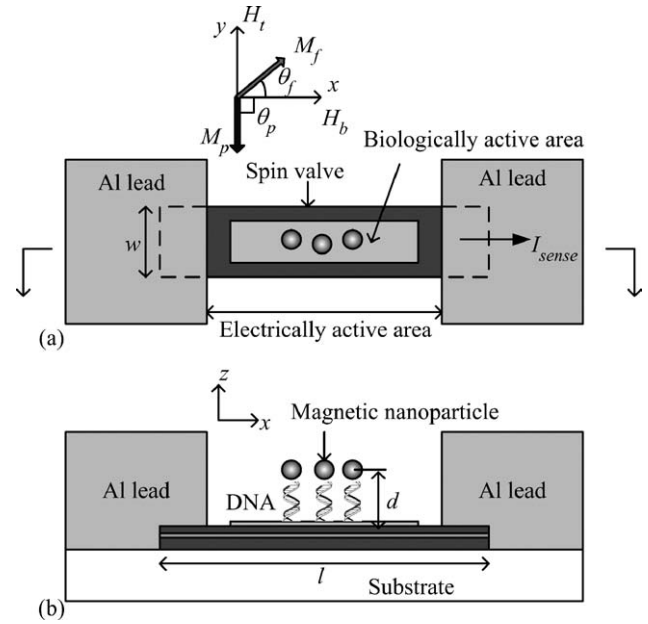 y
H_t
M_f
θ_f
x
θ_p
H_b
M_p
Biologically active area
Spin valve
Al lead
Al lead
w
I_sense
Electrically active area
(a)
z
x
Magnetic nanoparticle
Al lead
DNA
d
Al lead
l
Substrate
(b)